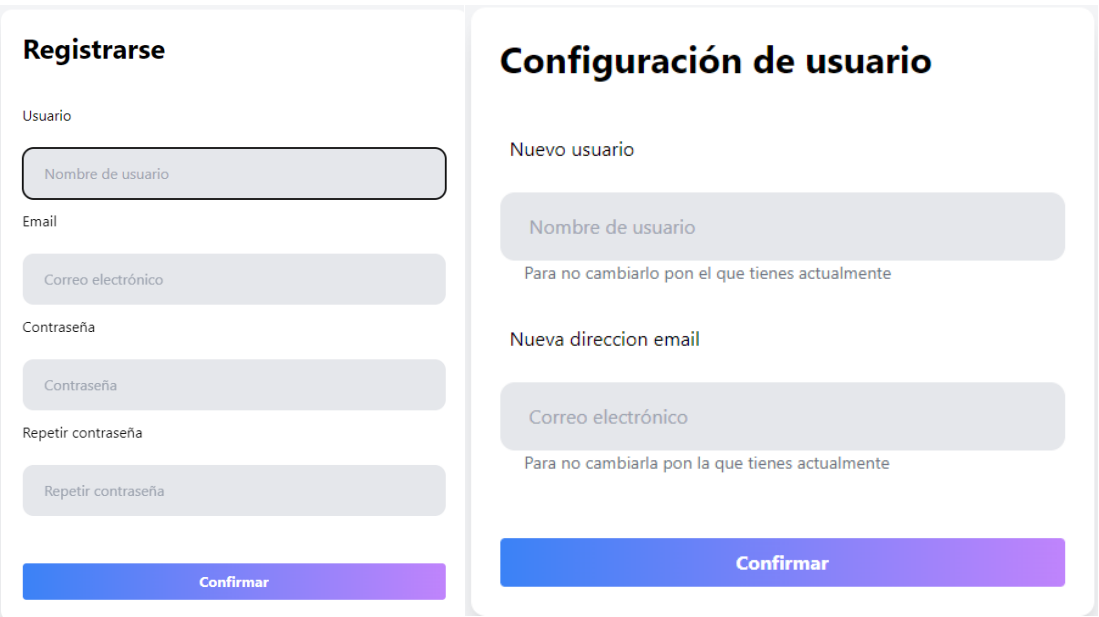 Registrarse
Usuario
Nombre de usuario
Email
Correo electrónico
Contraseña
Contraseña
Repetir contraseña
Repetir contraseña
Confirmar
Configuración de usuario
Nuevo usuario
Nombre de usuario
Para no cambiarlo pon el que tienes actualmente
Nueva direccion email
Correo electrónico
Para no cambiarla pon la que tienes actualmente
Confirmar